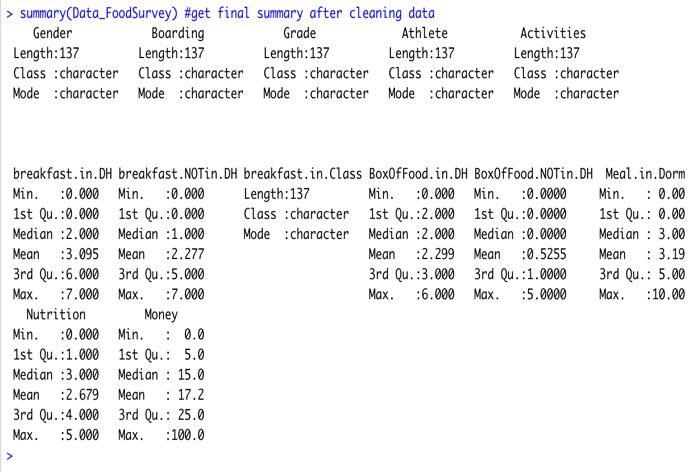 > summary(Data_FoodSurvey) #get final summary after cleaning data
Gender Boarding Grade Athlete Activities
Length:137 Length:137 Length:137 Length:137 Length:137
Class :character Class :character Class :character Class :character Class :character
Mode :character Mode :character Mode :character Mode :character Mode :character
breakfast.in.DH breakfast.NOTin.DH breakfast.in.Class BoxOfFood.in.DH BoxOfFood.NOTin.DH Meal.in.Dorm
Min. :0.000 Min. :0.000 Length:137 Min. :0.000 Min. :0.0000 Min. : 0.00
1st Qu.:0.000 1st Qu.:0.000 Class :character 1st Qu.:2.000 1st Qu.:0.0000 1st Qu.: 0.00
Median :2.000 Median :1.000 Mode :character Median :2.000 Median :0.0000 Median : 3.00
Mean :3.095 Mean :2.277 Mean :2.299 Mean :0.5255 Mean : 3.19
3rd Qu.:6.000 3rd Qu.:5.000 3rd Qu.:3.000 3rd Qu.:1.0000 3rd Qu.: 5.00
Max. :7.000 Max. :7.000 Max. :6.000 Max. :5.0000 Max. :10.00
Nutrition Money
Min. :0.000 Min. : 0.0
1st Qu.:1.000 1st Qu.: 5.0
Median :3.000 Median : 15.0
Mean :2.679 Mean : 17.2
3rd Qu.:4.000 3rd Qu.: 25.0
Max. :5.000 Max. :100.0
>